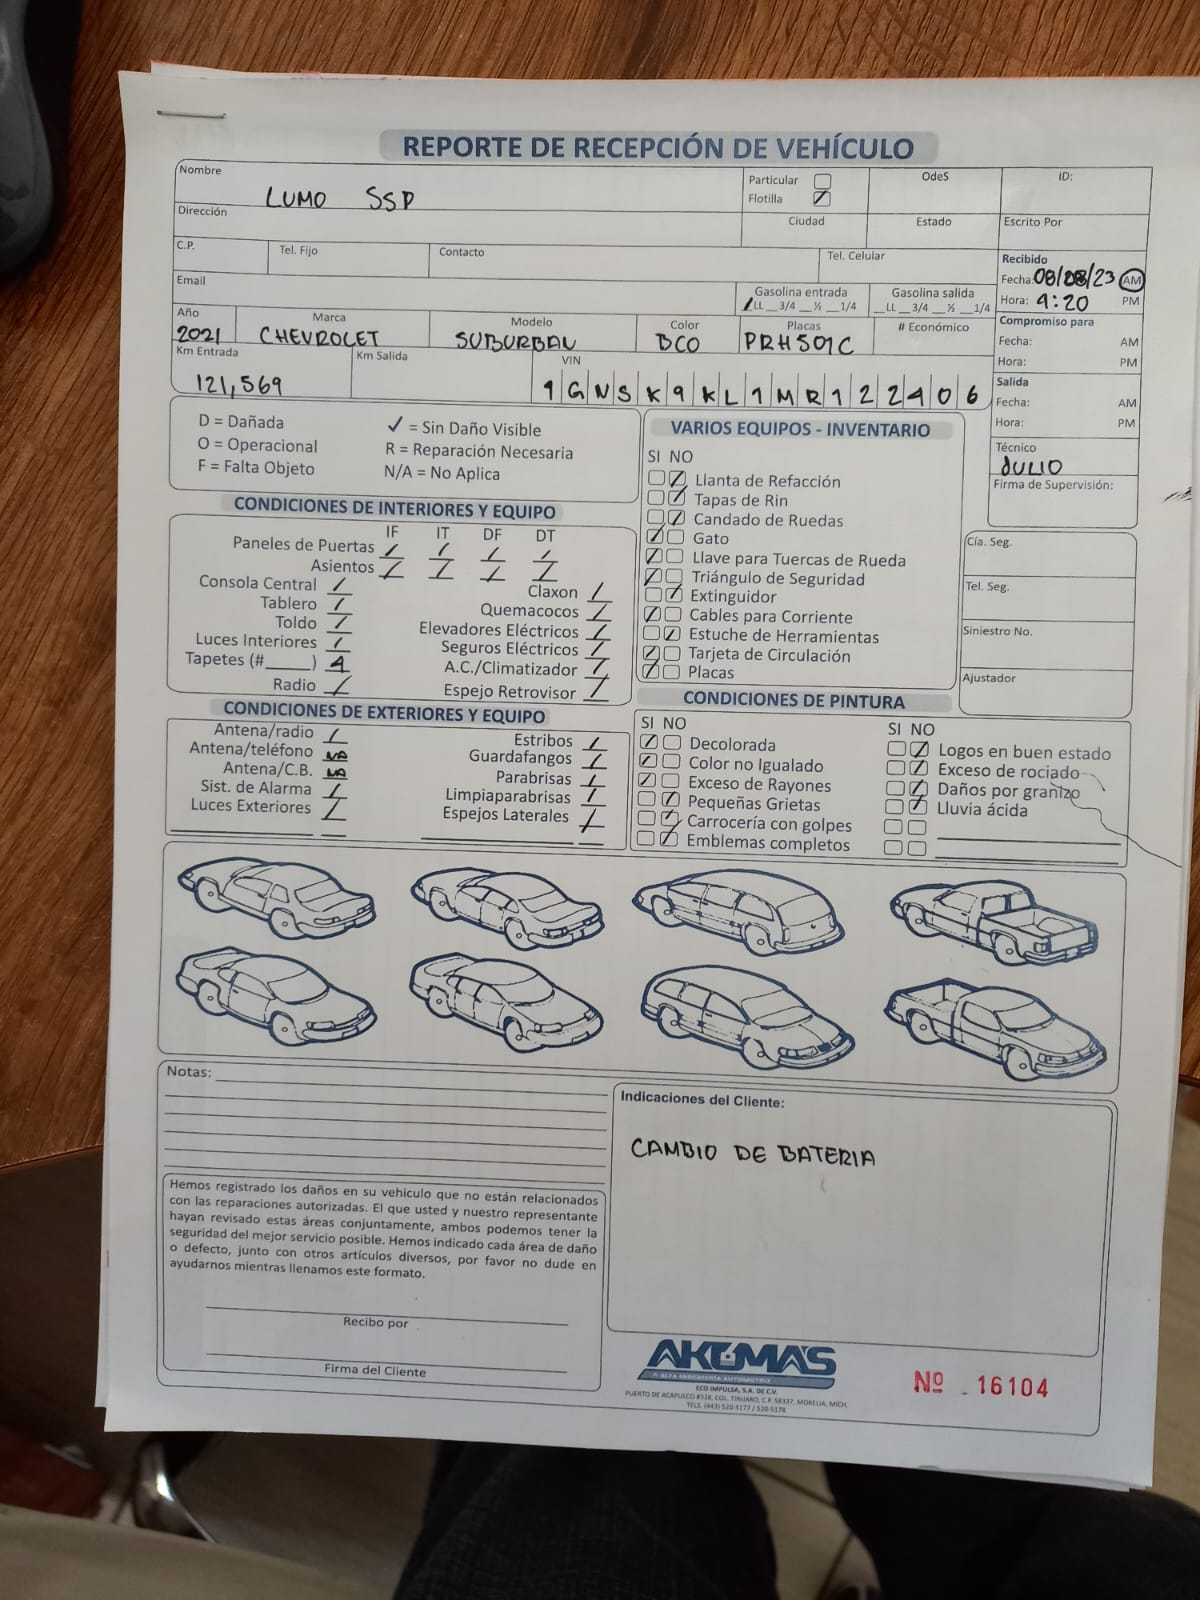 REPORTE DE RECEPCIÓN DE VEHÍCULO
Nombre
LUMO SSP
Particular
Flotilla
OdeS
ID:
Dirección
Ciudad
Estado
Escrito Por
C.P.
Tel. Fijo
Contacto
Tel. Celular
Recibido
Fecha: 08/08/23 AM
Hora: 9:20 PM
Email
Gasolina entrada
LL __3/4 __½ __1/4
Gasolina salida
__LL __3/4 __½ __1/4
Año
2021
Marca
CHEVROLET
Modelo
SUBURBAN
Color
BCO
Placas
PRH501C
# Económico
Compromiso para
Fecha: AM
Hora: PM
Km Entrada
121,569
Km Salida
VIN
1GNSK9KL1MR122406
Salida
Fecha: AM
Hora: PM
Técnico
JULIO
Firma de Supervisión:
D = Dañada
O = Operacional
F = Falta Objeto
✓ = Sin Daño Visible
R = Reparación Necesaria
N/A = No Aplica
CONDICIONES DE INTERIORES Y EQUIPO
IF IT DF DT
Paneles de Puertas
Asientos
Consola Central
Tablero
Toldo
Luces Interiores
Tapetes (#_____) 4
Radio
Claxon
Quemacocos
Elevadores Eléctricos
Seguros Eléctricos
A.C./Climatizador
Espejo Retrovisor
VARIOS EQUIPOS - INVENTARIO
SI NO
Llanta de Refacción
Tapas de Rin
Candado de Ruedas
Gato
Llave para Tuercas de Rueda
Triángulo de Seguridad
Extinguidor
Cables para Corriente
Estuche de Herramientas
Tarjeta de Circulación
Placas
Cía. Seg.
Tel. Seg.
Siniestro No.
Ajustador
CONDICIONES DE EXTERIORES Y EQUIPO
Antena/radio
Antena/teléfono NA
Antena/C.B. NA
Sist. de Alarma
Luces Exteriores
Estribos
Guardafangos
Parabrisas
Limpiaparabrisas
Espejos Laterales
CONDICIONES DE PINTURA
SI NO
Decolorada
Color no Igualado
Exceso de Rayones
Pequeñas Grietas
Carrocería con golpes
Emblemas completos
SI NO
Logos en buen estado
Exceso de rociado
Daños por granizo
Lluvia ácida
Notas:
Indicaciones del Cliente:
CAMBIO DE BATERIA
Hemos registrado los daños en su vehiculo que no están relacionados
con las reparaciones autorizadas. El que usted y nuestro representante
hayan revisado estas áreas conjuntamente, ambos podemos tener la
seguridad del mejor servicio posible. Hemos indicado cada área de daño
o defecto, junto con otros artículos diversos, por favor no dude en
ayudarnos mientras llenamos este formato.
Recibo por
Firma del Cliente
AKEMAS
A ALTA INGENIERÍA AUTOMOTRIZ
ECO IMPULSA, S.A. DE C.V.
PUERTO DE ACAPULCO #128, COL. TINIJARO, C.P. 58337, MORELIA, MICH.
TELS. (443) 520-5177 / 520-5178
Nº 16104